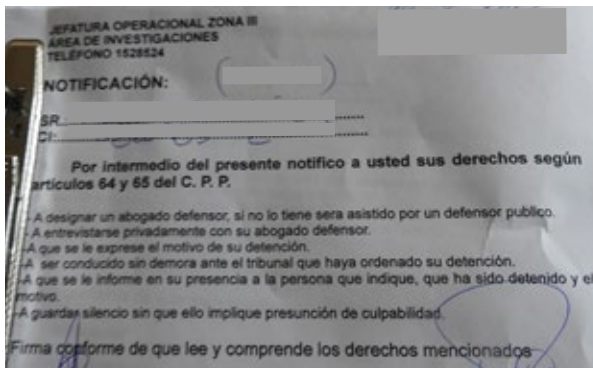 JEFATURA OPERACIONAL ZONA III
ÁREA DE INVESTIGACIONES
TELÉFONO 1528524
NOTIFICACIÓN:
SR.
CI:
Por intermedio del presente notifico a usted sus derechos según
artículos 64 y 65 del C. P. P.
- A designar un abogado defensor, si no lo tiene sera asistido por un defensor publico.
- A entrevistarse privadamente con su abogado defensor.
-A que se le exprese el motivo de su detención.
-A ser conducido sin demora ante el tribunal que haya ordenado su detención.
-A que se le informe en su presencia a la persona que indique, que ha sido detenido y el
motivo.
-A guardar silencio sin que ello implique presunción de culpabilidad.
Firma conforme de que lee y comprende los derechos mencionados